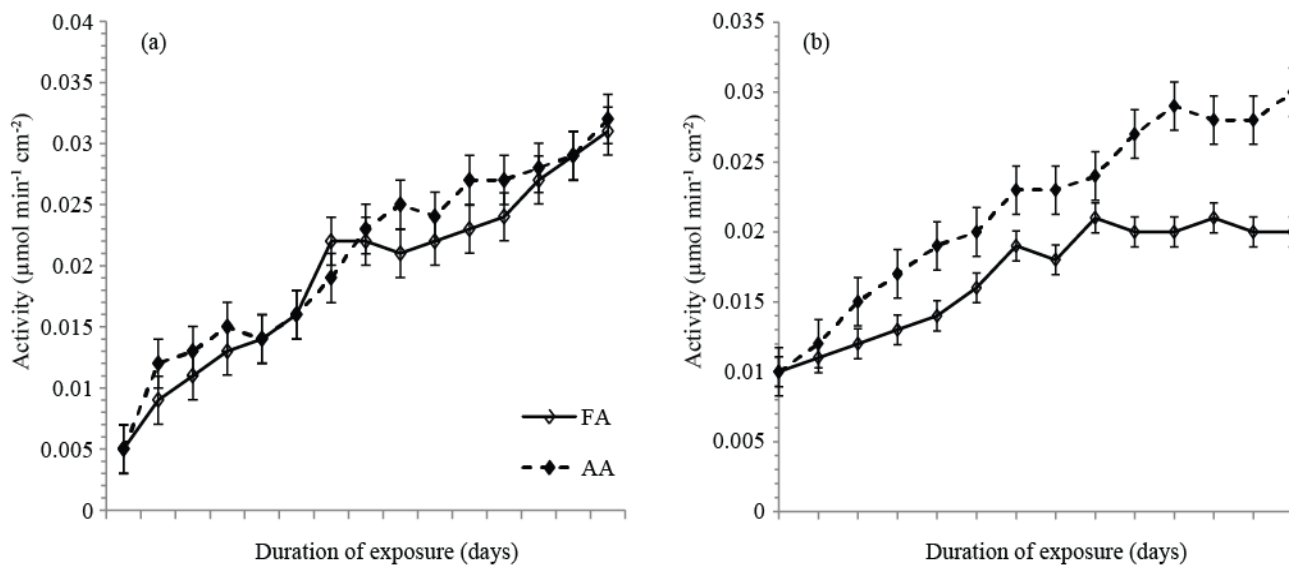 (a)
0.04
0.035
0.03
0.025
0.02
0.015
0.01
0.005
0
Activity (µmol min⁻¹ cm⁻²)
Duration of exposure (days)
FA
AA
(b)
0.035
0.03
0.025
0.02
0.015
0.01
0.005
0
Activity (µmol min⁻¹ cm⁻²)
Duration of exposure (days)